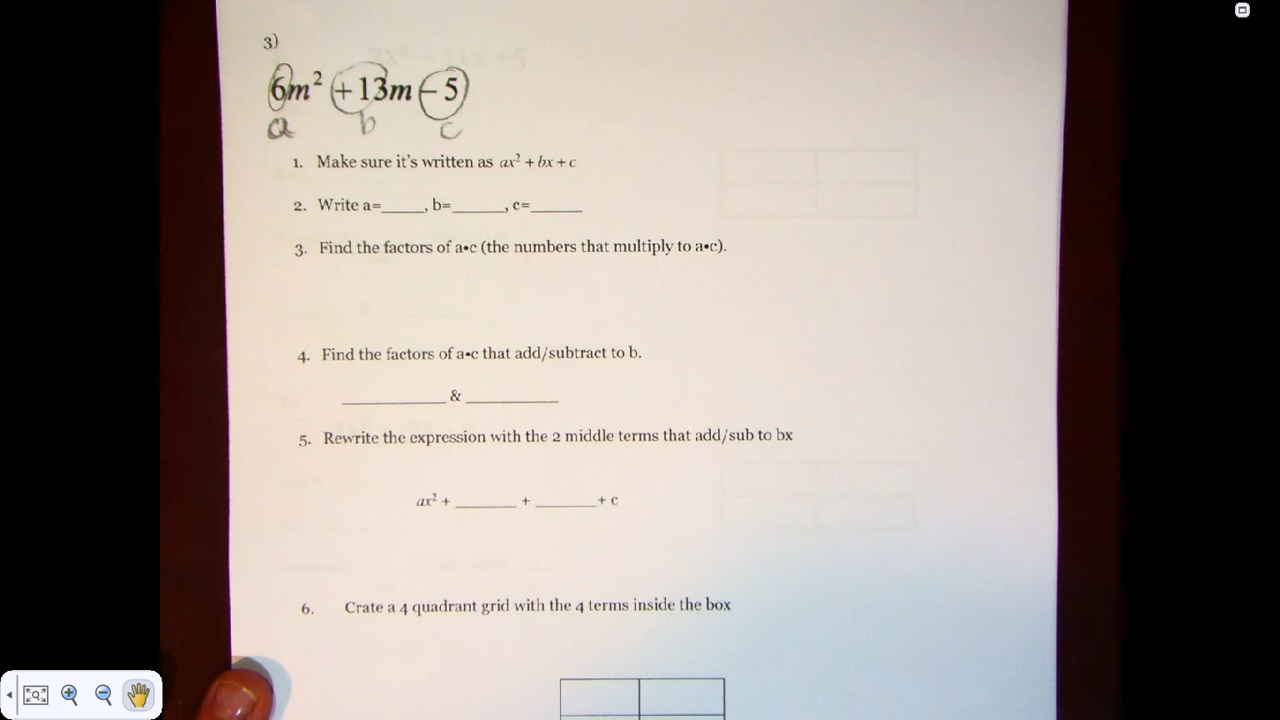 3)
6m² +13m −5
a b c
1. Make sure it's written as ax² + bx + c
2. Write a=_____, b=______, c=______
3. Find the factors of a•c (the numbers that multiply to a•c).
4. Find the factors of a•c that add/subtract to b.
____________ & ___________
5. Rewrite the expression with the 2 middle terms that add/sub to bx
ax² + _______ + _______ + c
6. Crate a 4 quadrant grid with the 4 terms inside the box